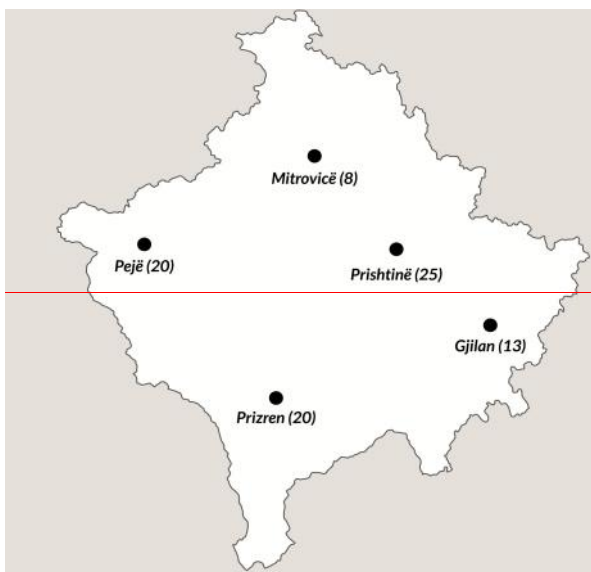 Mitrovicë (8)
Pejë (20)
Prishtinë (25)
Gjilan (13)
Prizren (20)